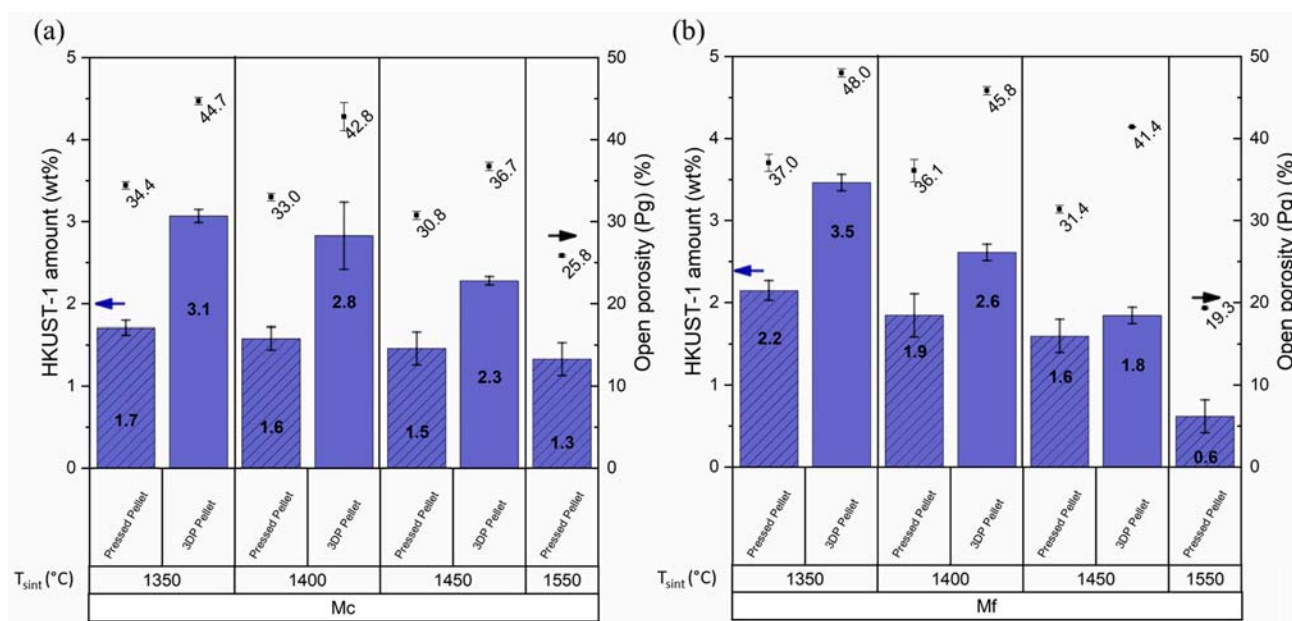 (a)
HKUST-1 amount (wt%)
5
4
3
2
1
0
50
40
30
20
10
0
Open porosity (Pg) (%)
34.4
44.7
33.0
42.8
30.8
36.7
25.8
1.7
3.1
1.6
2.8
1.5
2.3
1.3
Pressed Pellet
3DP Pellet
Pressed Pellet
3DP Pellet
Pressed Pellet
3DP Pellet
Pressed Pellet
Tsint (°C)
1350
1400
1450
1550
Mc
(b)
HKUST-1 amount (wt%)
5
4
3
2
1
0
50
40
30
20
10
0
Open porosity (Pg) (%)
37.0
48.0
36.1
45.8
31.4
41.4
19.3
2.2
3.5
1.9
2.6
1.6
1.8
0.6
Pressed Pellet
3DP Pellet
Pressed Pellet
3DP Pellet
Pressed Pellet
3DP Pellet
Pressed Pellet
Tsint (°C)
1350
1400
1450
1550
Mf